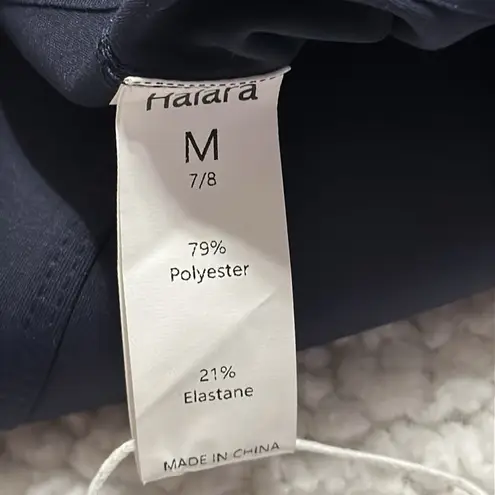 Halara
M
7/8
79%
Polyester
21%
Elastane
MADE IN CHINA